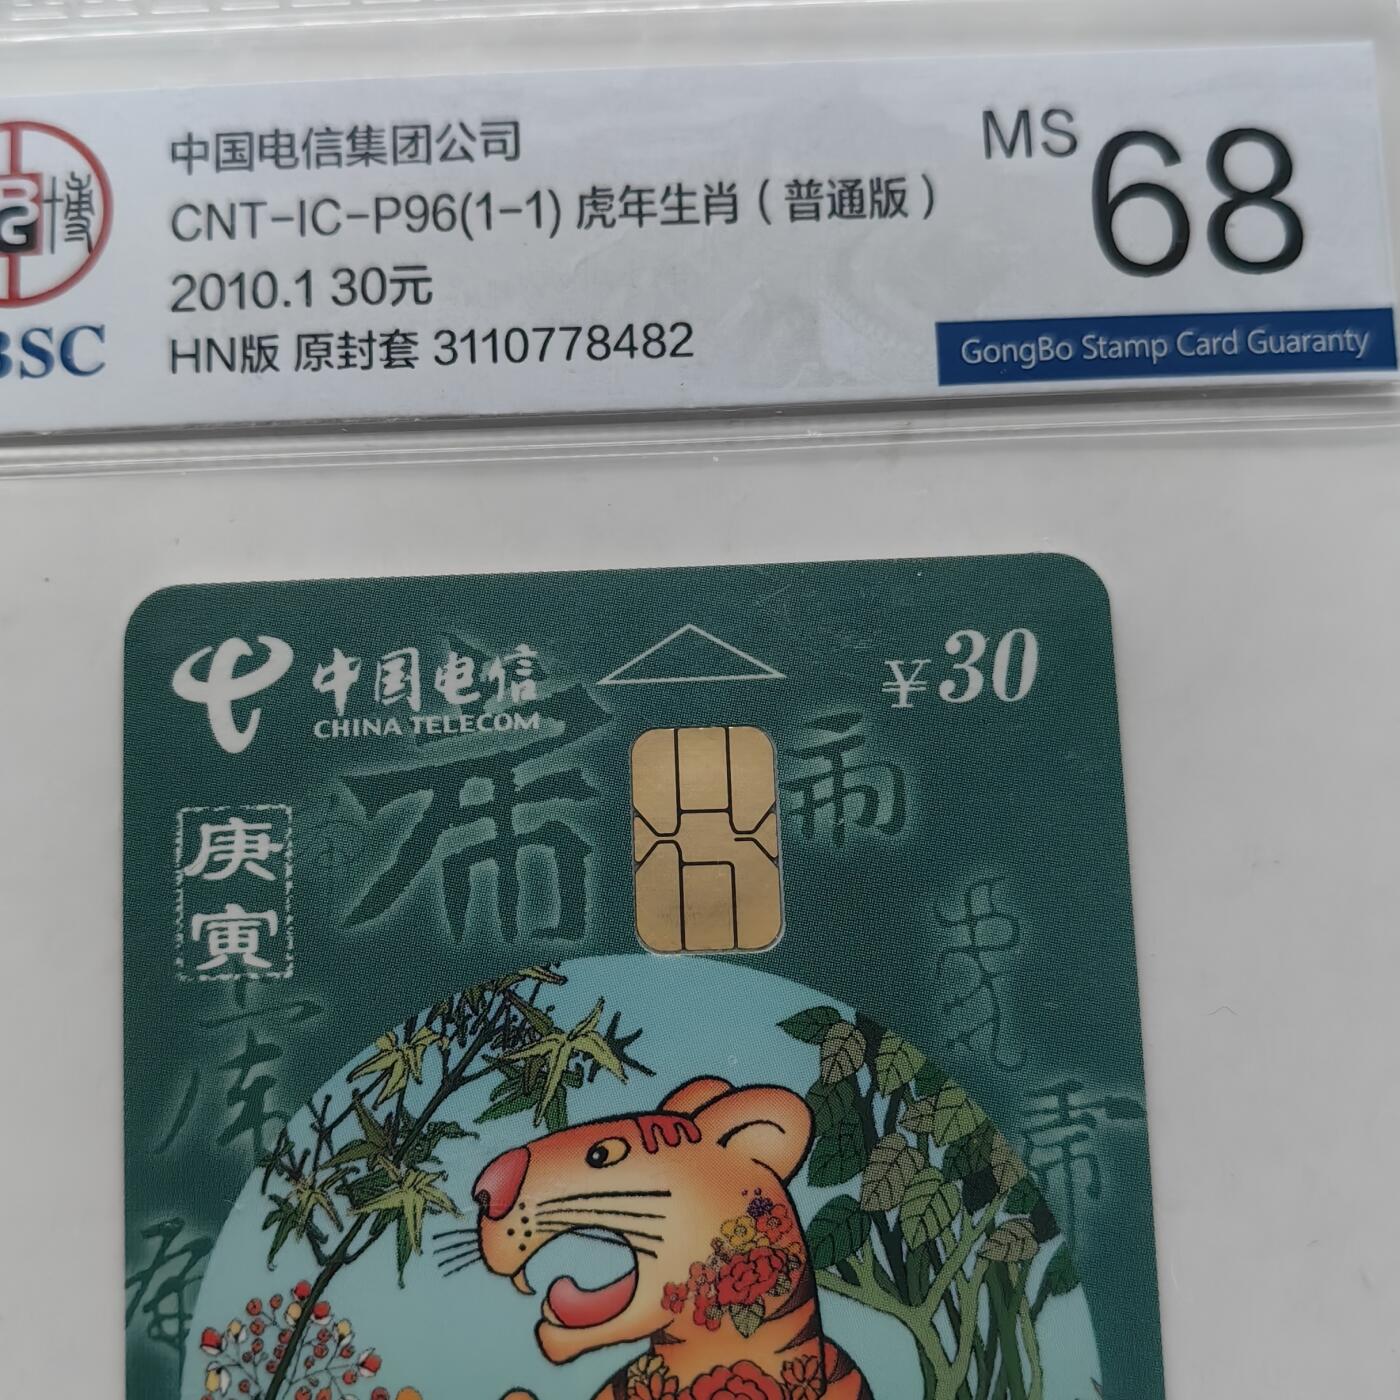 中国电信集团公司
CNT-IC-P96(1-1) 虎年生肖（普通版）
2010.1 30元
HN版 原封套 3110778482
MS 68
GongBo Stamp Card Guaranty
博
BSC
中国电信
CHINA TELECOM
¥30
庚
寅